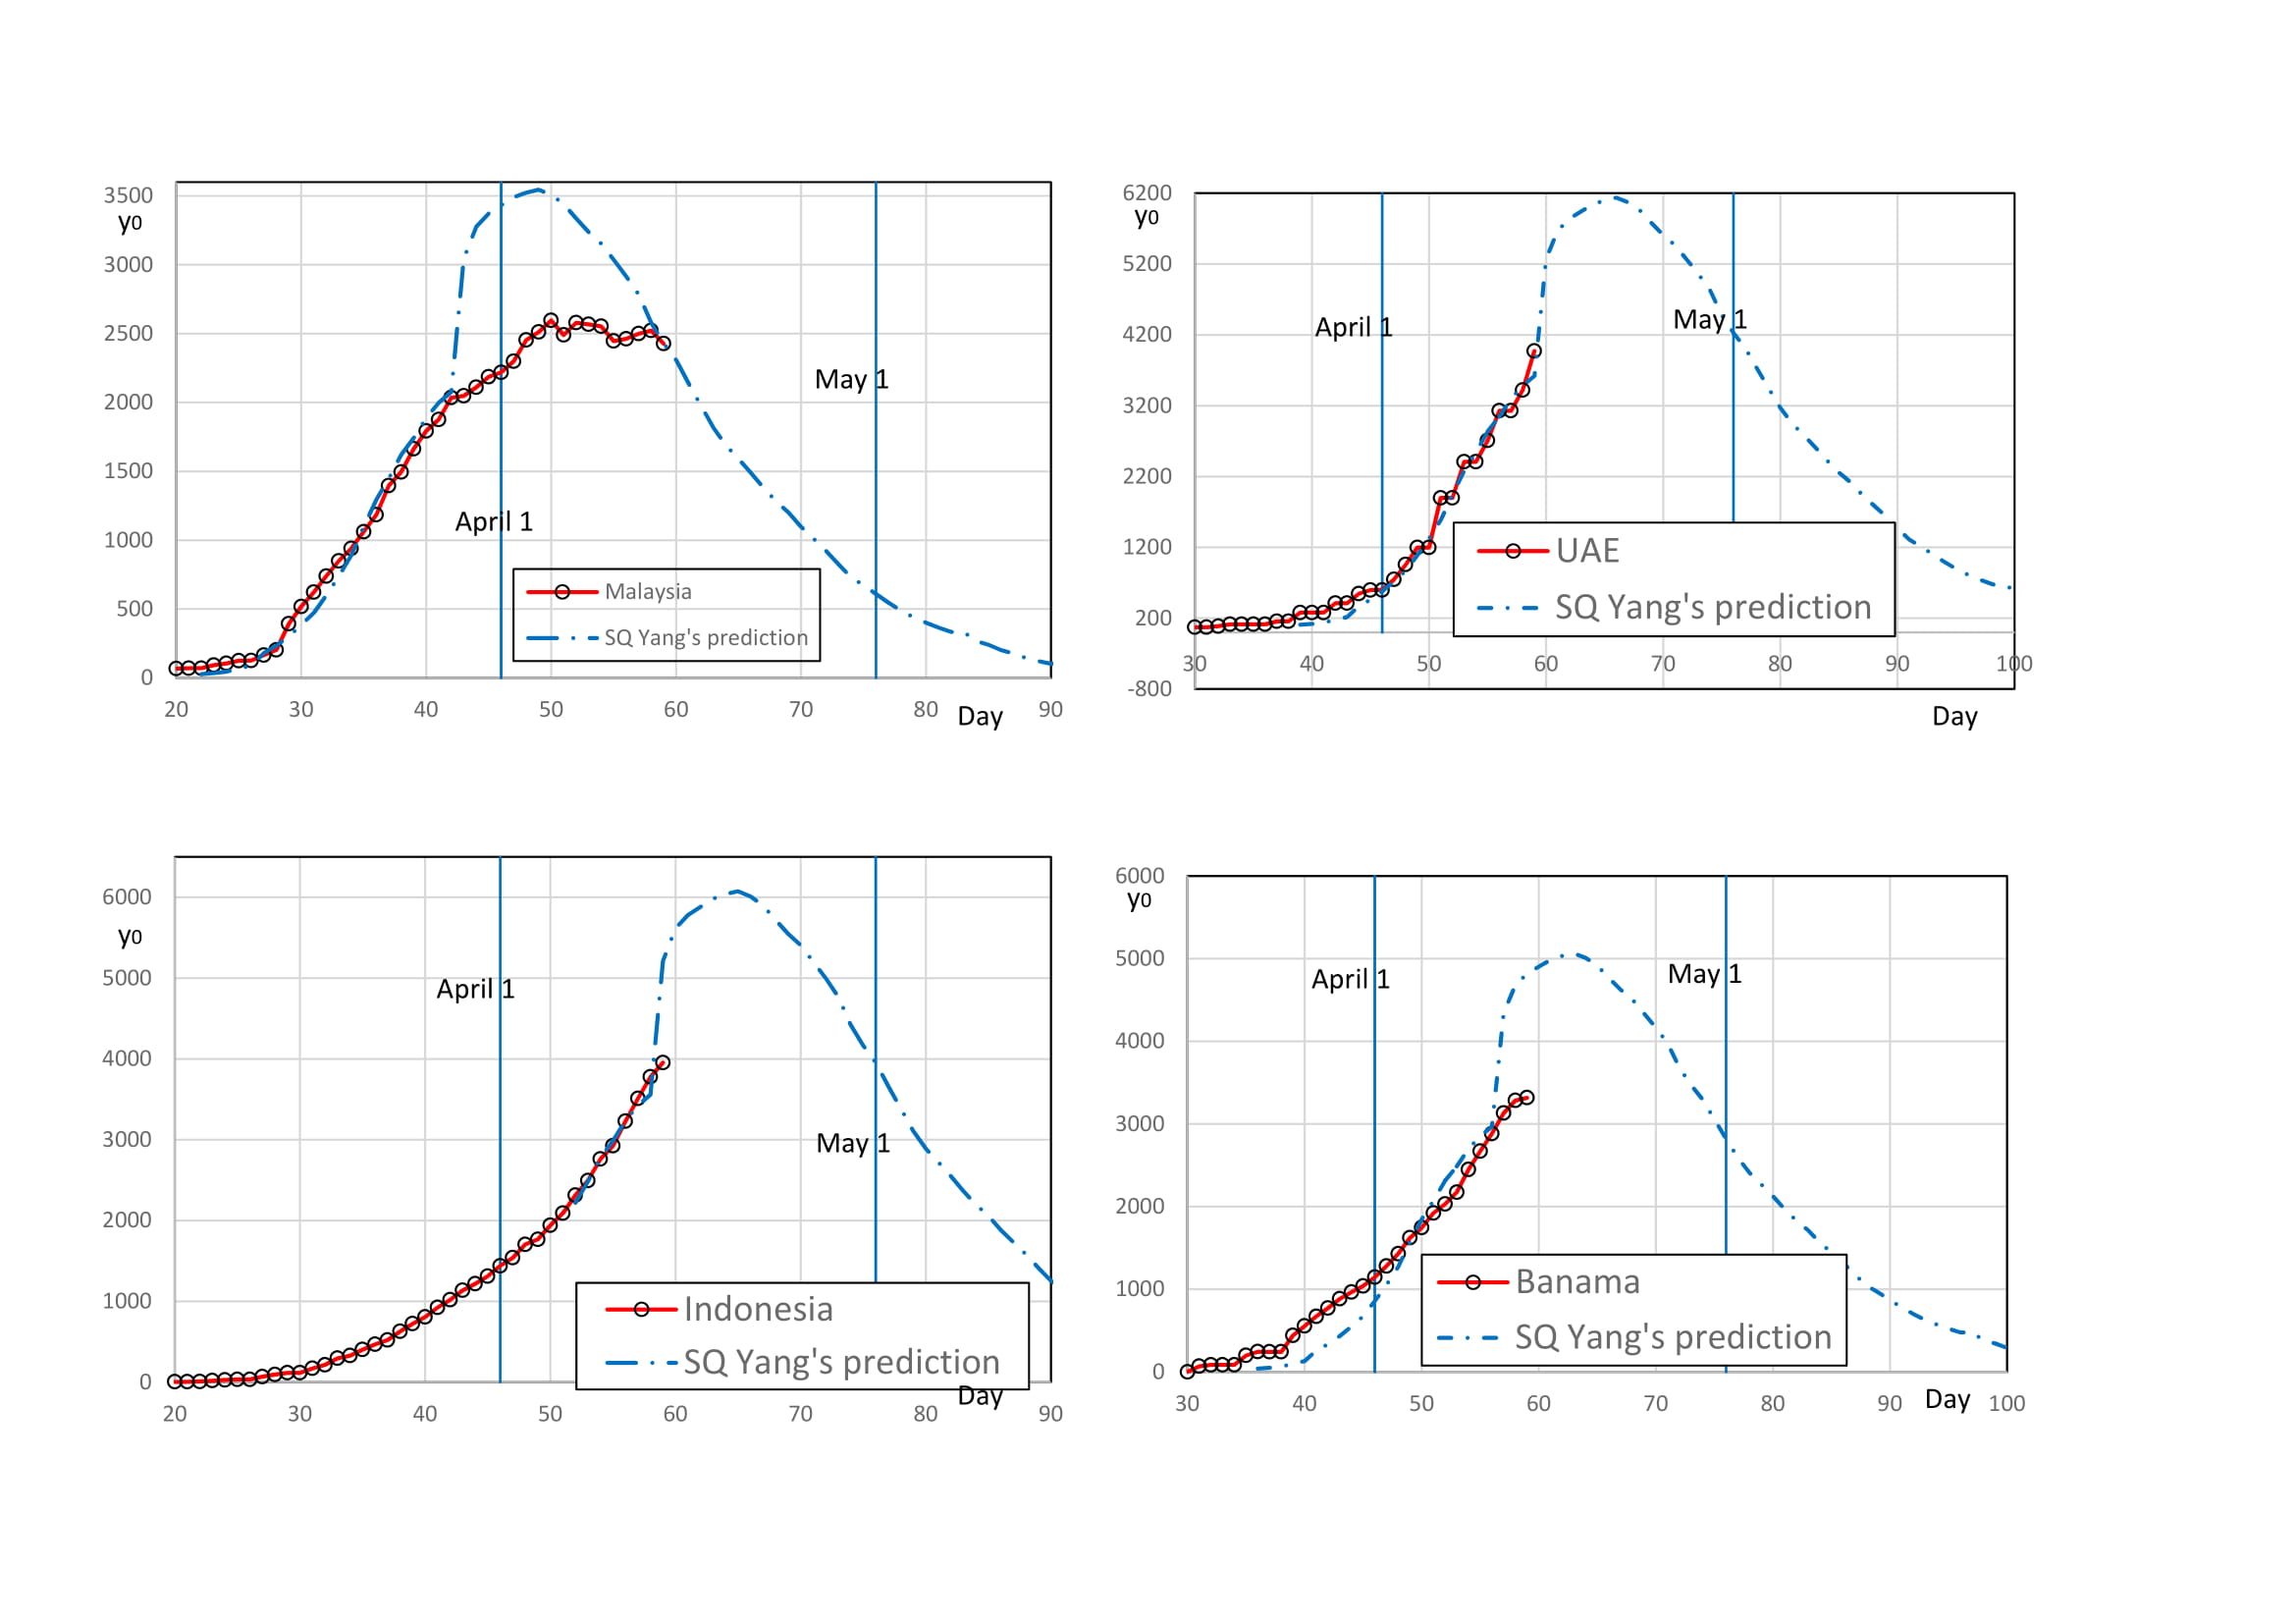 3500
y0
3000
2500
2000
1500
1000
500
0
April 1
May 1
Malaysia
SQ Yang's prediction
20 30 40 50 60 70 80 90
Day
6200
y0
5200
4200
3200
2200
1200
200
-800
April 1
May 1
UAE
SQ Yang's prediction
30 40 50 60 70 80 90 100
Day
6000
y0
5000
4000
3000
2000
1000
0
April 1
May 1
Indonesia
SQ Yang's prediction
Day
20 30 40 50 60 70 80 90
6000
y0
5000
4000
3000
2000
1000
0
April 1
May 1
Banama
SQ Yang's prediction
30 40 50 60 70 80 90 100
Day